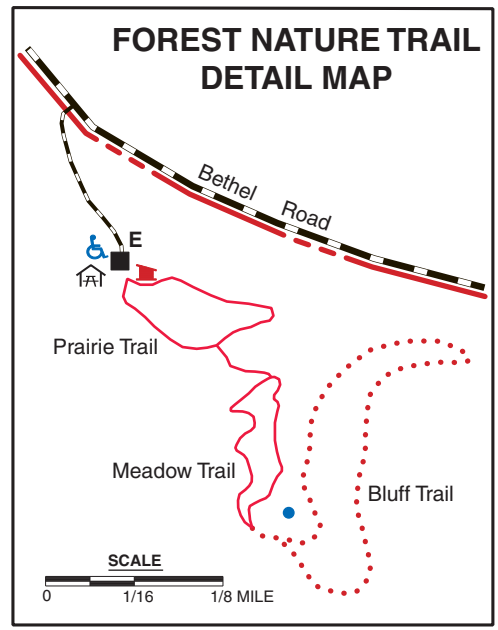 FOREST NATURE TRAIL
DETAIL MAP
Bethel Road
E
Prairie Trail
Meadow Trail
Bluff Trail
SCALE
0 1/16 1/8 MILE